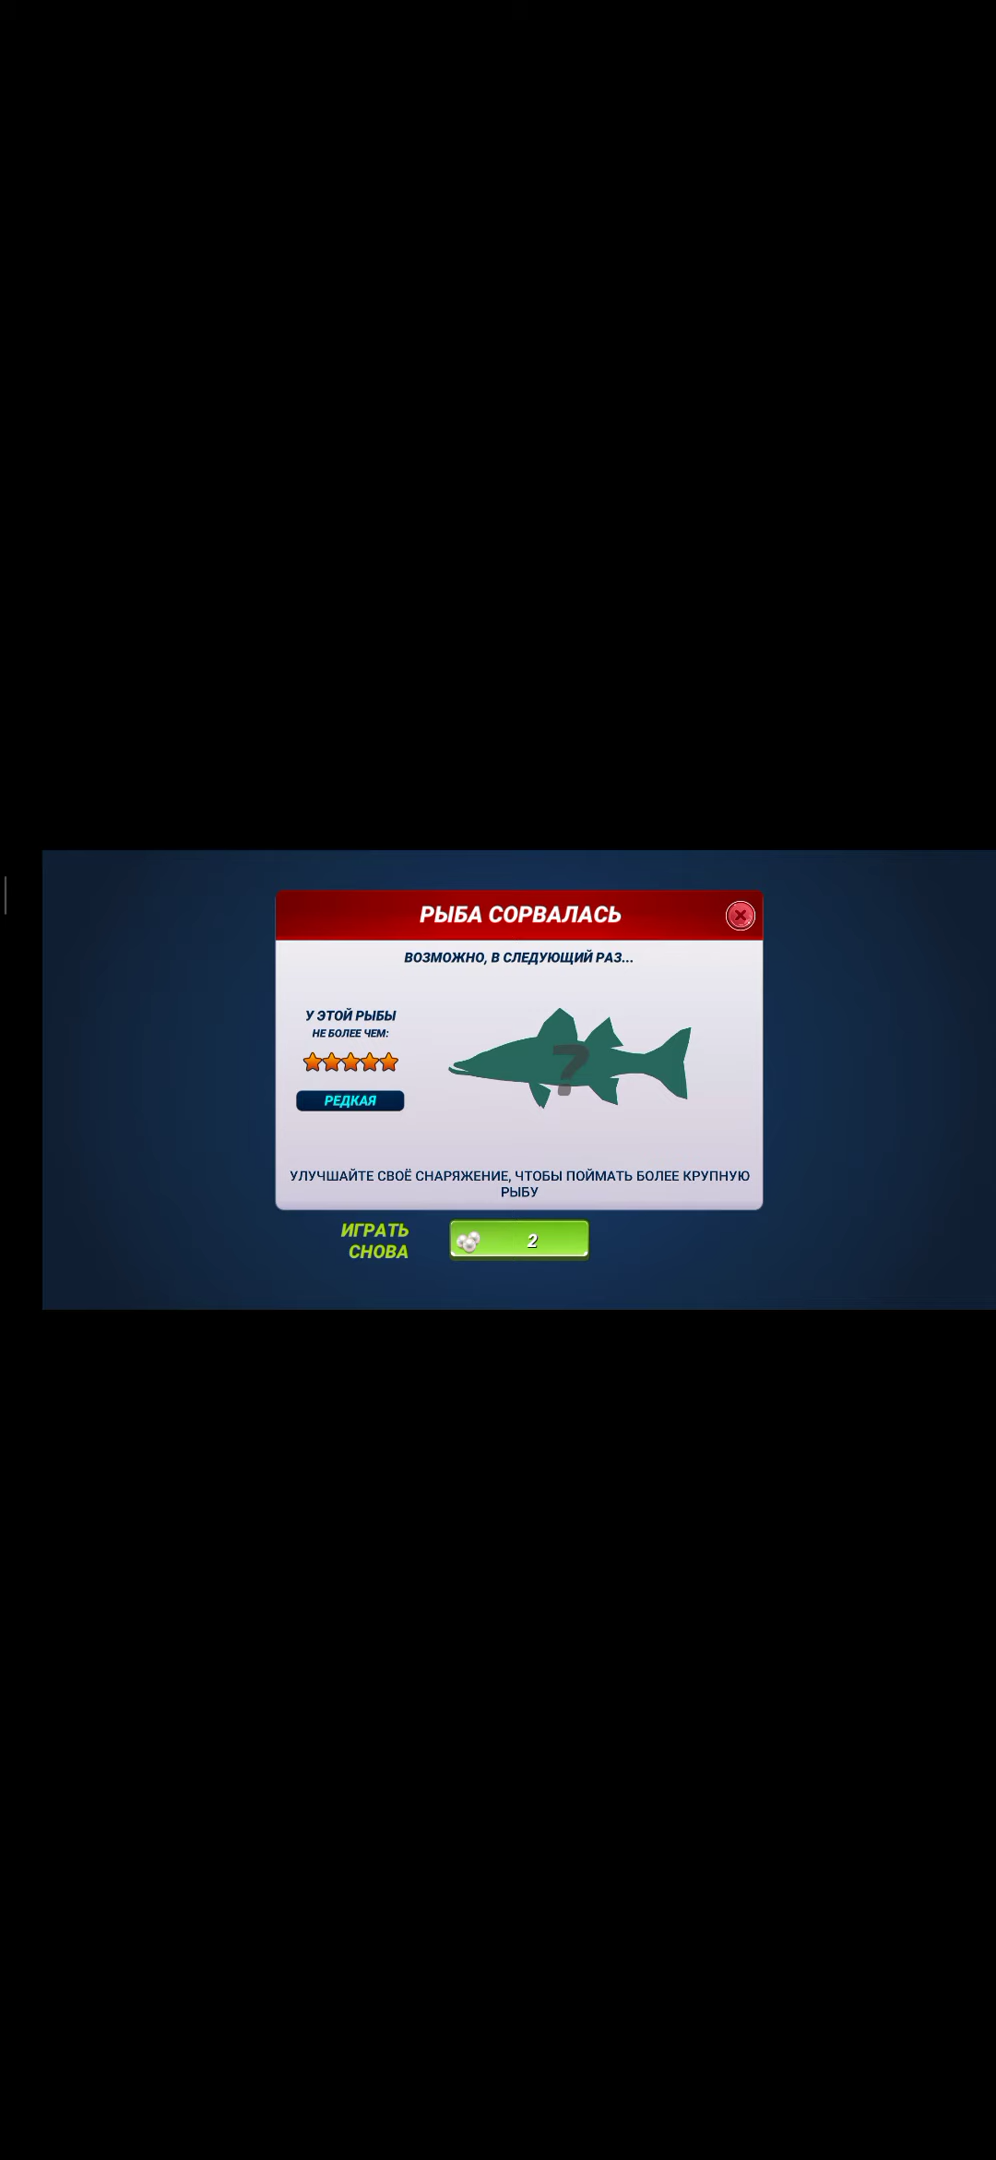 РЫБА СОРВАЛАСЬ
ВОЗМОЖНО, В СЛЕДУЮЩИЙ РАЗ...
У ЭТОЙ РЫБЫ
НЕ БОЛЕЕ ЧЕМ:
?
РЕДКАЯ
УЛУЧШАЙТЕ СВОЁ СНАРЯЖЕНИЕ, ЧТОБЫ ПОЙМАТЬ БОЛЕЕ КРУПНУЮ
РЫБУ
ИГРАТЬ
СНОВА
2